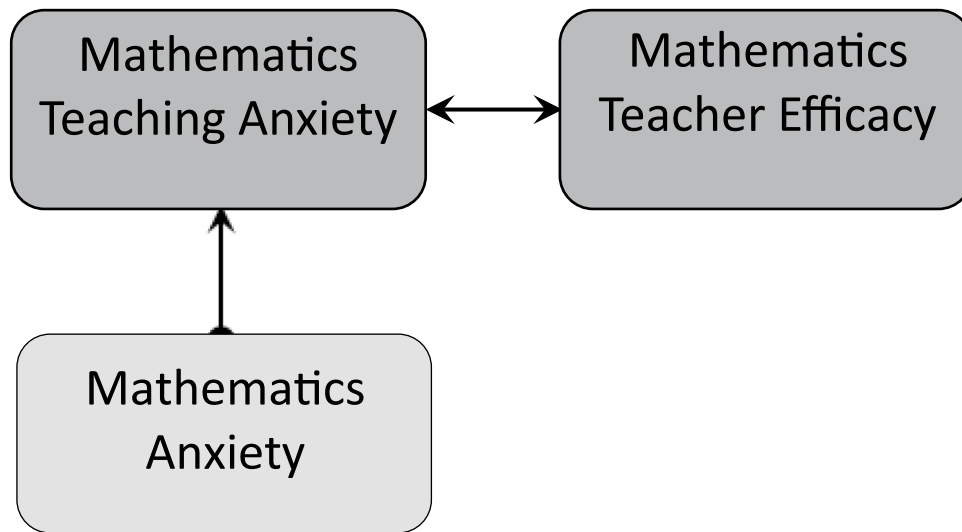 Mathematics
Teaching Anxiety
Mathematics
Teacher Efficacy
Mathematics
Anxiety